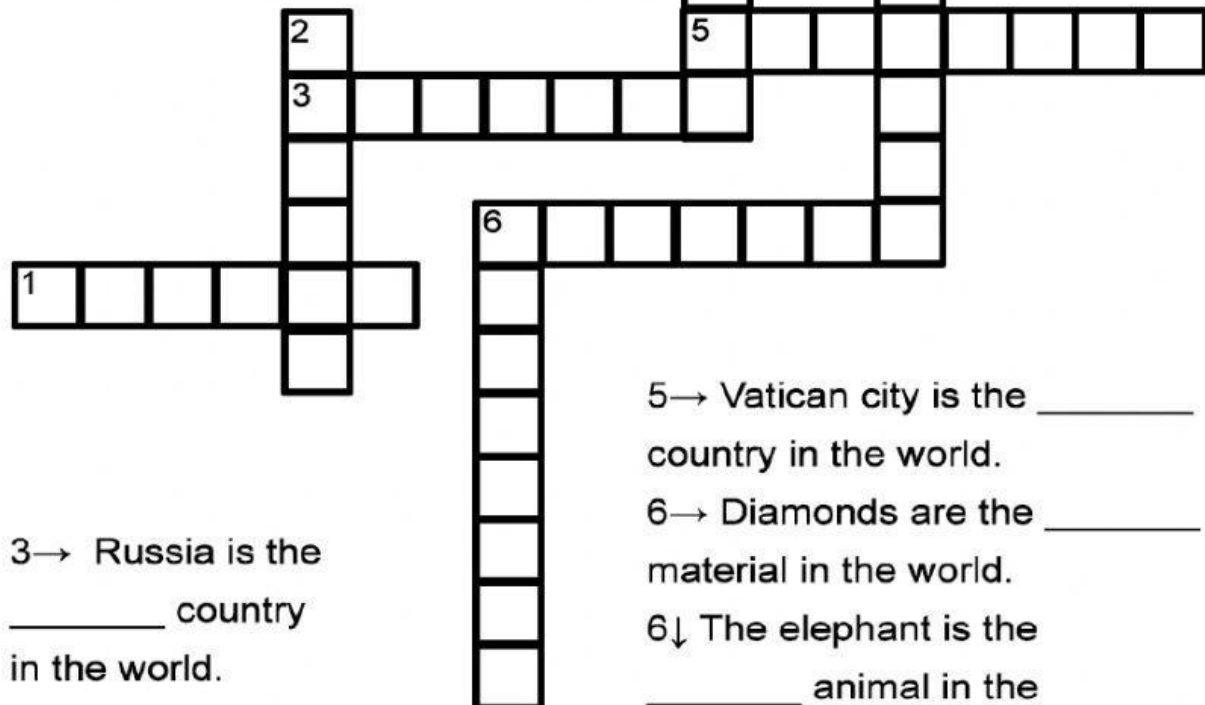 2
5
3
6
1
5→ Vatican city is the ________
country in the world.
6→ Diamonds are the ________
material in the world.
3→ Russia is the
________ country
in the world.
6↓ The elephant is the
________ animal in the